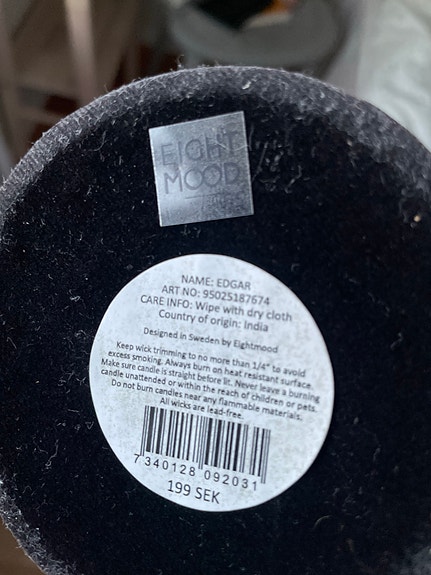 EIGHT
MOOD
NAME: EDGAR
ART NO: 95025187674
CARE INFO: Wipe with dry cloth
Country of origin: India
Designed in Sweden by Eightmood
Keep wick trimming to no more than 1/4" to avoid
excess smoking. Always burn on heat resistant surface.
Make sure candle is straight before lit. Never leave a burning
candle unattended or within the reach of children or pets.
Do not burn candles near any flammable materials.
All wicks are lead-free.
7 340128 092031
199 SEK